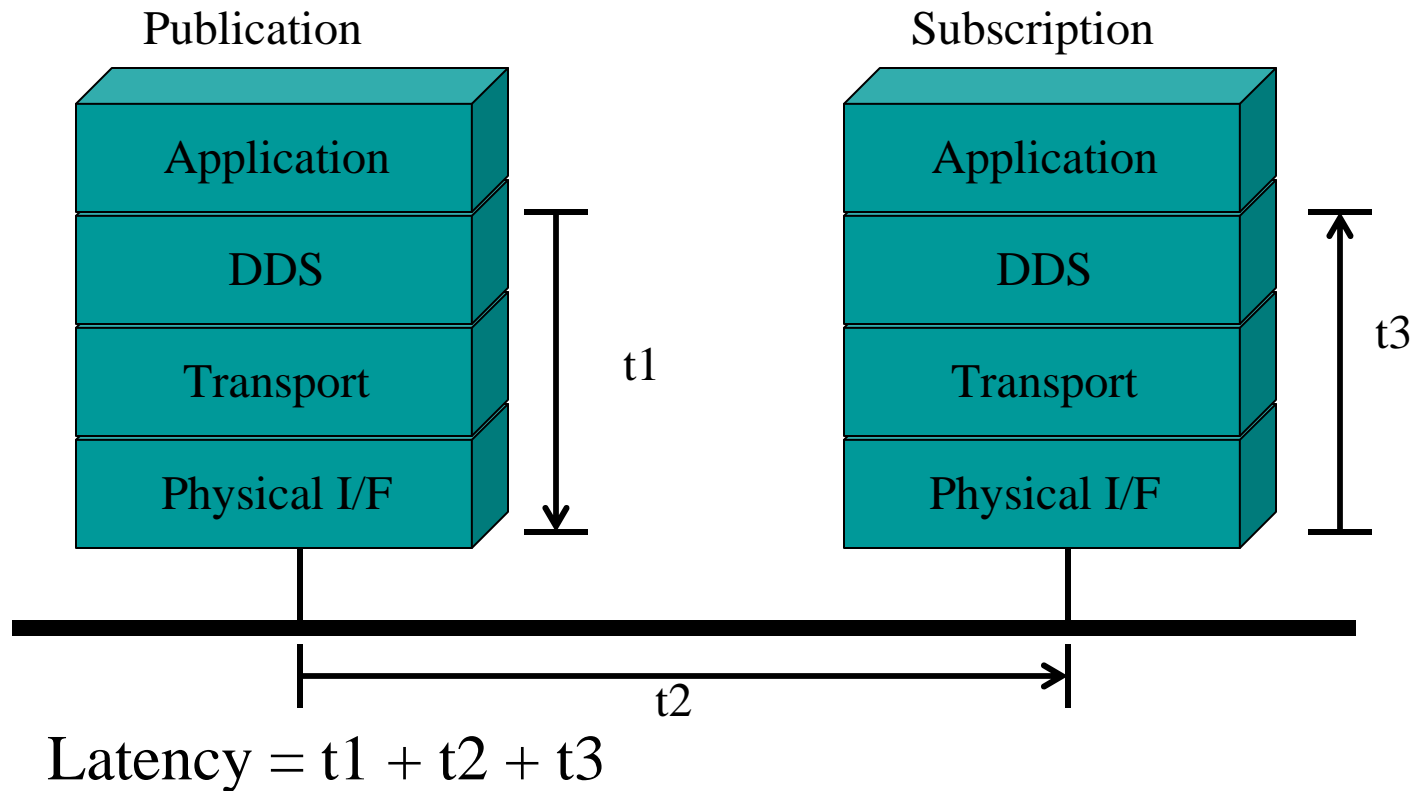 Publication
Subscription
Application
Application
DDS
DDS
t1
t3
Transport
Transport
Physical I/F
Physical I/F
t2
Latency = t1 + t2 + t3